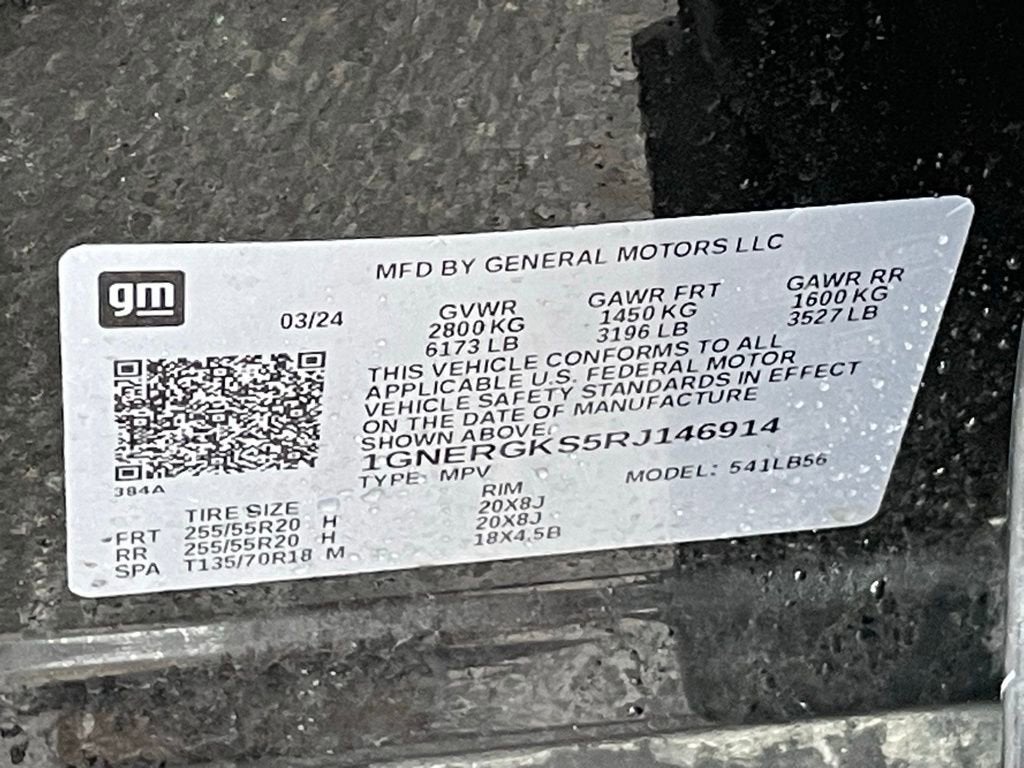 MFD BY GENERAL MOTORS LLC
gm
03/24
GVWR GAWR FRT GAWR RR
2800 KG 1450 KG 1600 KG
6173 LB 3196 LB 3527 LB
THIS VEHICLE CONFORMS TO ALL
APPLICABLE U.S. FEDERAL MOTOR
VEHICLE SAFETY STANDARDS IN EFFECT
ON THE DATE OF MANUFACTURE
SHOWN ABOVE.
1GNERGKS5RJ146914
TYPE: MPV MODEL: 541LB56
384A
TIRE SIZE RIM
FRT 255/55R20 H 20X8J
RR 255/55R20 H 20X8J
SPA T135/70R18 M 18X4.5B